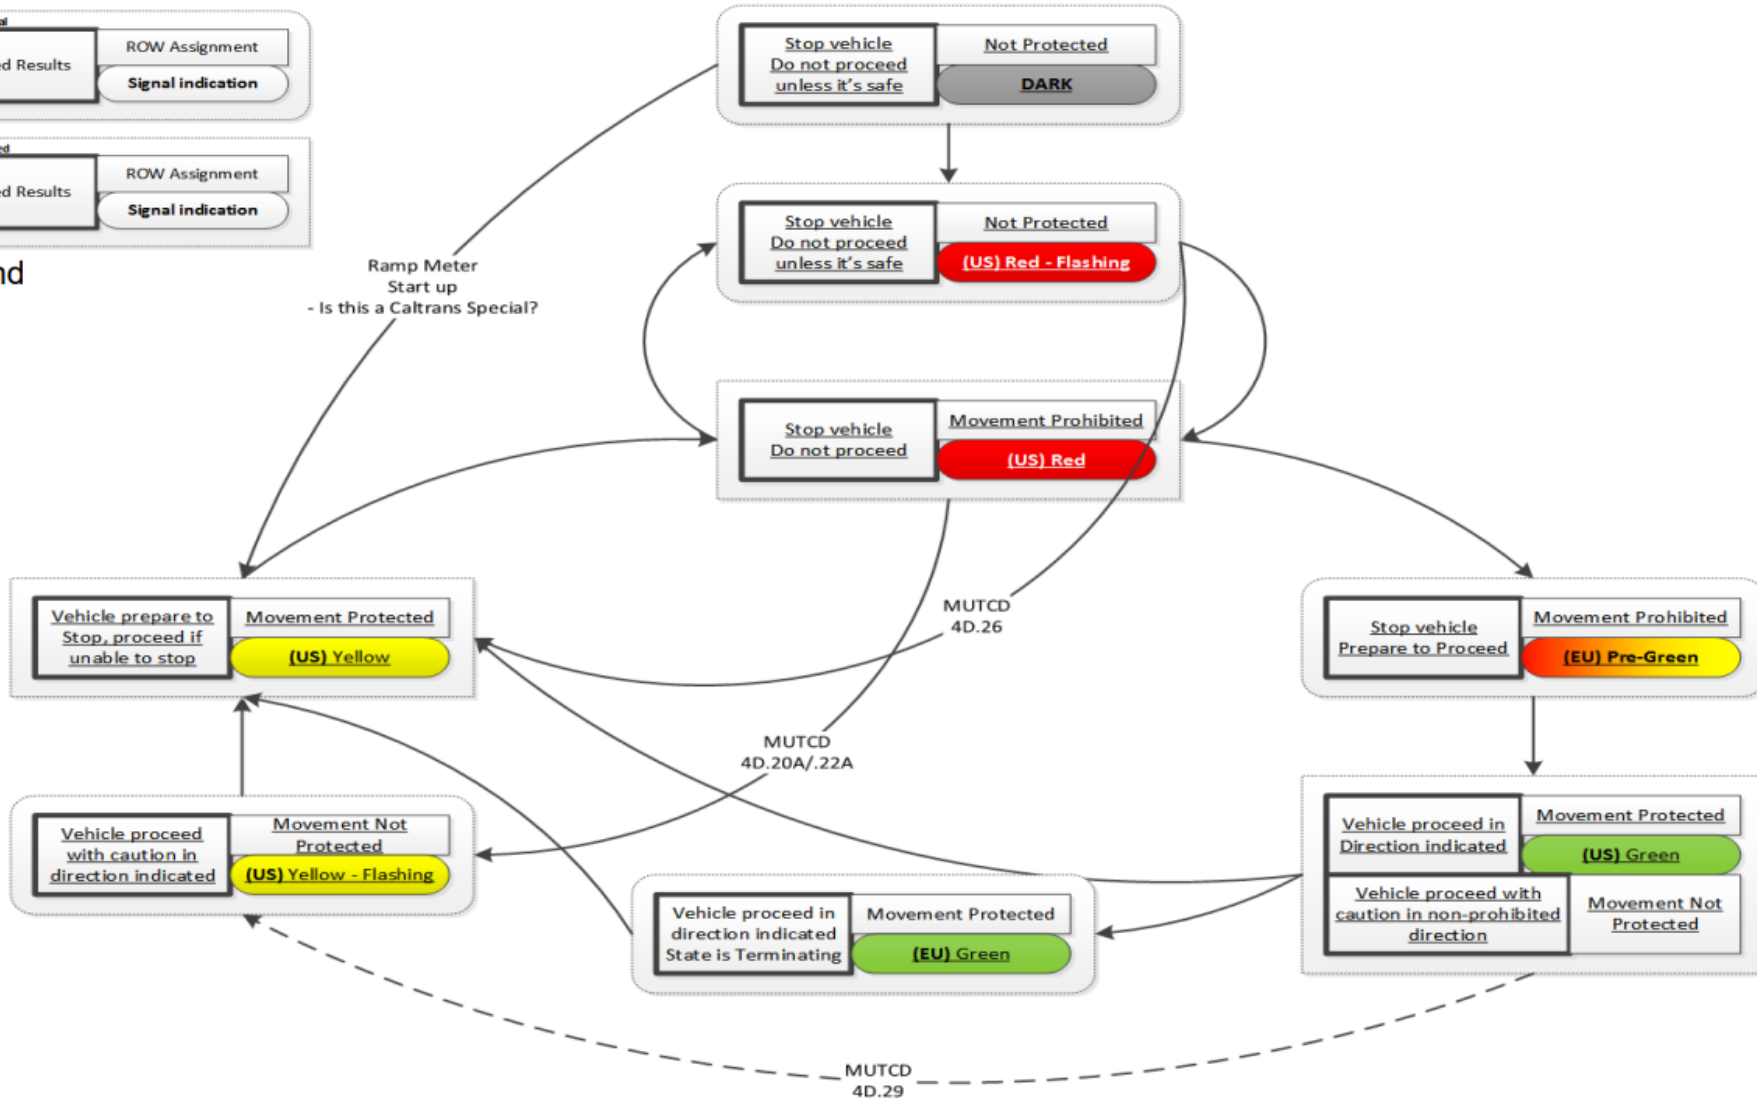 al
ed Results
ROW Assignment
Signal indication
ed
ed Results
ROW Assignment
Signal indication
nd
Stop vehicle
Do not proceed
unless it's safe
Not Protected
DARK
Stop vehicle
Do not proceed
unless it's safe
Not Protected
(US) Red - Flashing
Ramp Meter
Start up
- Is this a Caltrans Special?
Stop vehicle
Do not proceed
Movement Prohibited
(US) Red
Vehicle prepare to
Stop, proceed if
unable to stop
Movement Protected
(US) Yellow
MUTCD
4D.26
Stop vehicle
Prepare to Proceed
Movement Prohibited
(EU) Pre-Green
MUTCD
4D.20A/.22A
Vehicle proceed
with caution in
direction indicated
Movement Not
Protected
(US) Yellow - Flashing
Vehicle proceed in
direction indicated
State is Terminating
Movement Protected
(EU) Green
Vehicle proceed in
Direction indicated
Movement Protected
(US) Green
Vehicle proceed with
caution in non-prohibited
direction
Movement Not
Protected
MUTCD
4D.29